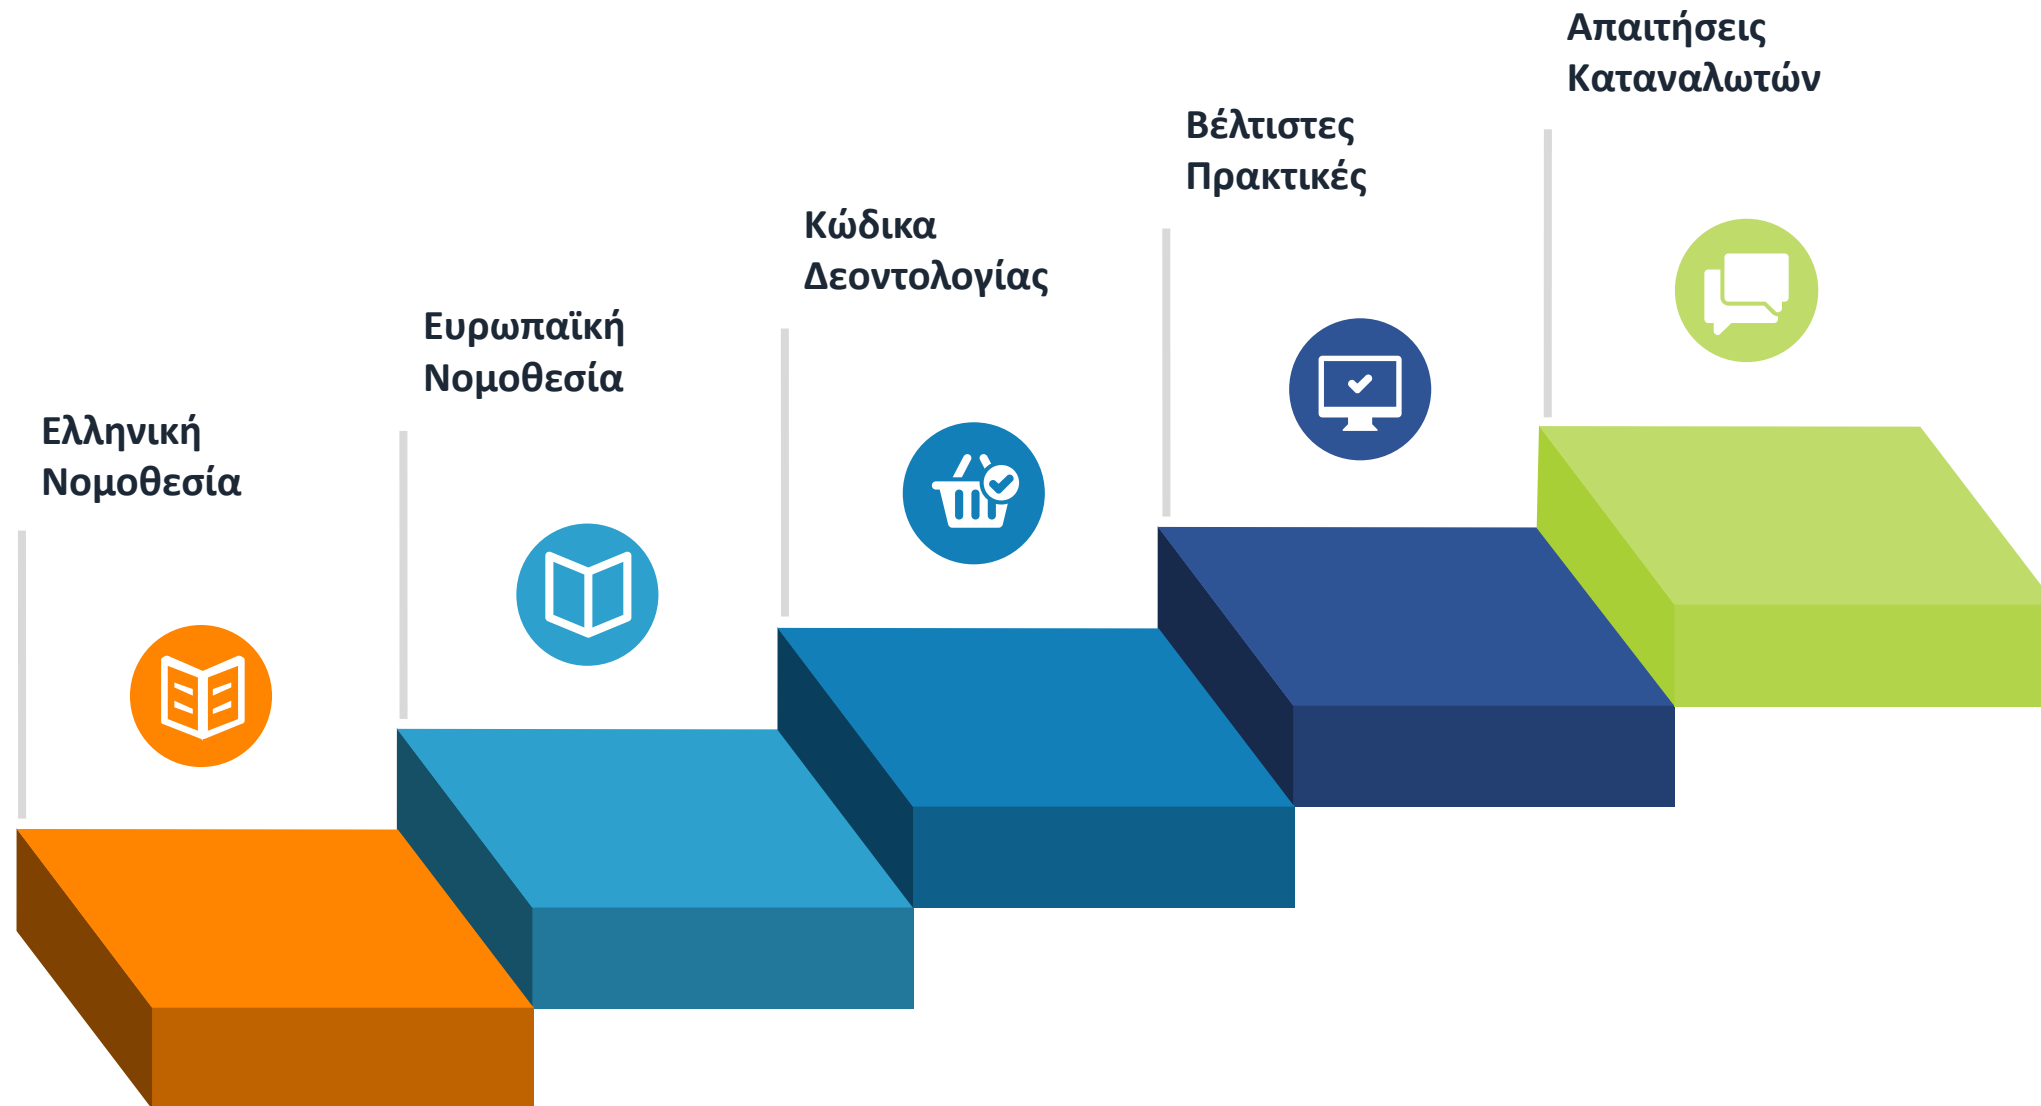 Ελληνική
Νομοθεσία
Ευρωπαϊκή
Νομοθεσία
Κώδικα
Δεοντολογίας
Βέλτιστες
Πρακτικές
Απαιτήσεις
Καταναλωτών